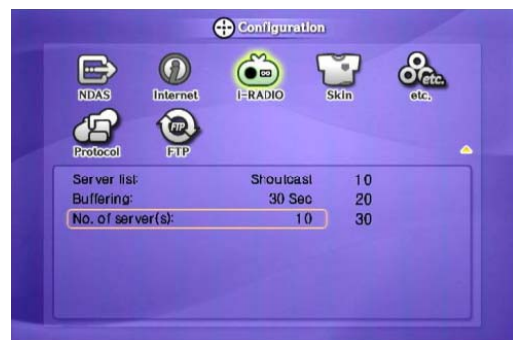 Configuration
NDAS Internet I-RADIO Skin etc.
Protocol FTP
Server list: Shoutcast 10
Buffering: 30 Sec 20
No. of server(s): 10 30